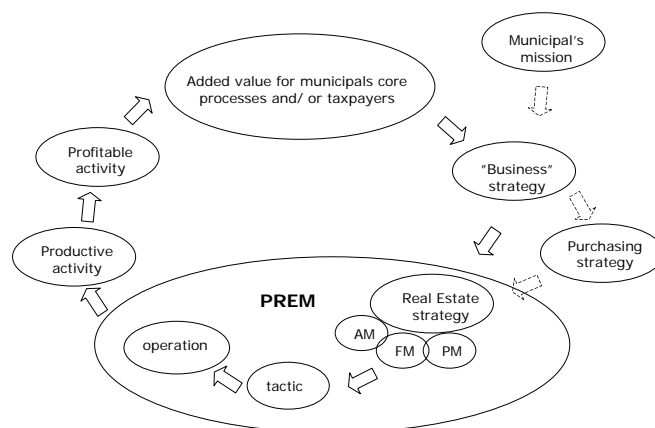 Municipal's
mission
Added value for municipals core
processes and/ or taxpayers
Profitable
activity
"Business"
strategy
Productive
activity
Purchasing
strategy
PREM
Real Estate
strategy
AM
FM
PM
operation
tactic